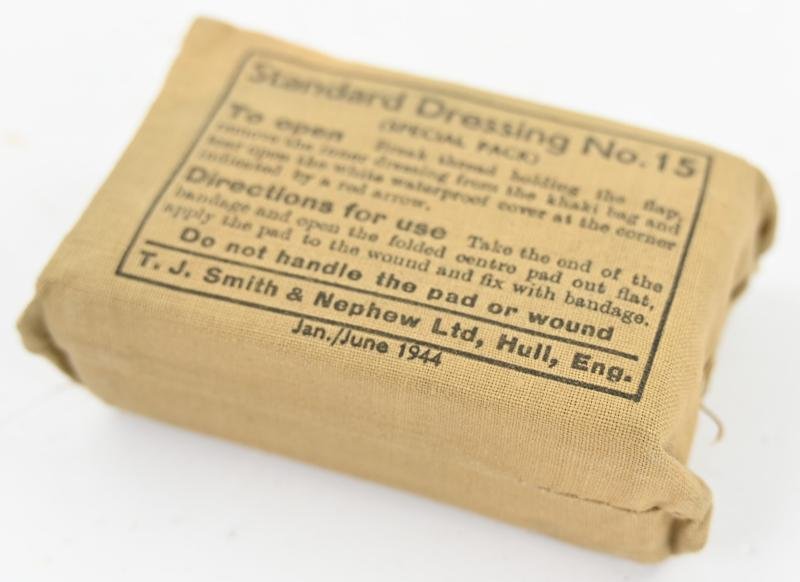 Standard Dressing No. 15
(SPECIAL PACK)
To open Break thread holding the flap,
remove the inner dressing from the khaki bag and
tear open the white waterproof cover at the corner
indicated by a red arrow.
Directions for use Take the end of the
bandage and open the folded centre pad out flat,
apply the pad to the wound and fix with bandage.
Do not handle the pad or wound
T. J. Smith & Nephew Ltd, Hull, Eng.
Jan./June 1944